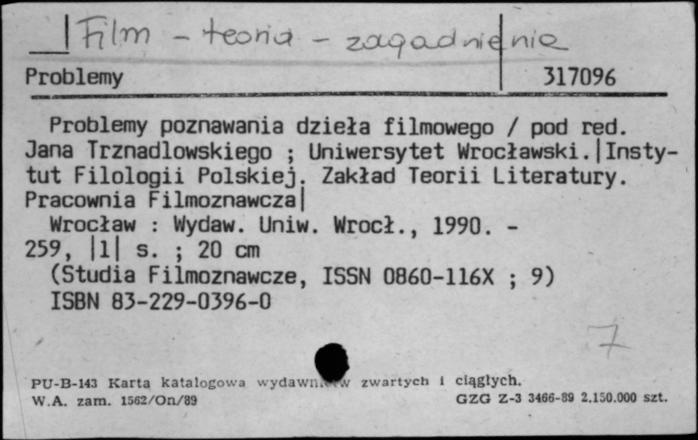 Film - teoria - zagadnienia
Problemy 317096
Problemy poznawania dzieła filmowego / pod red.
Jana Trznadlowskiego ; Uniwersytet Wrocławski.|Insty-
tut Filologii Polskiej. Zakład Teorii Literatury.
Pracownia Filmoznawcza|
Wrocław : Wydaw. Uniw. Wrocł., 1990. -
259, |1| s. ; 20 cm
(Studia Filmoznawcze, ISSN 0860-116X ; 9)
ISBN 83-229-0396-0
7
PU-B-143 Karta katalogowa zwartych i ciągłych.
W.A. zam. 1562/On/89 GZG Z-3 3466-89 2.150.000 szt.